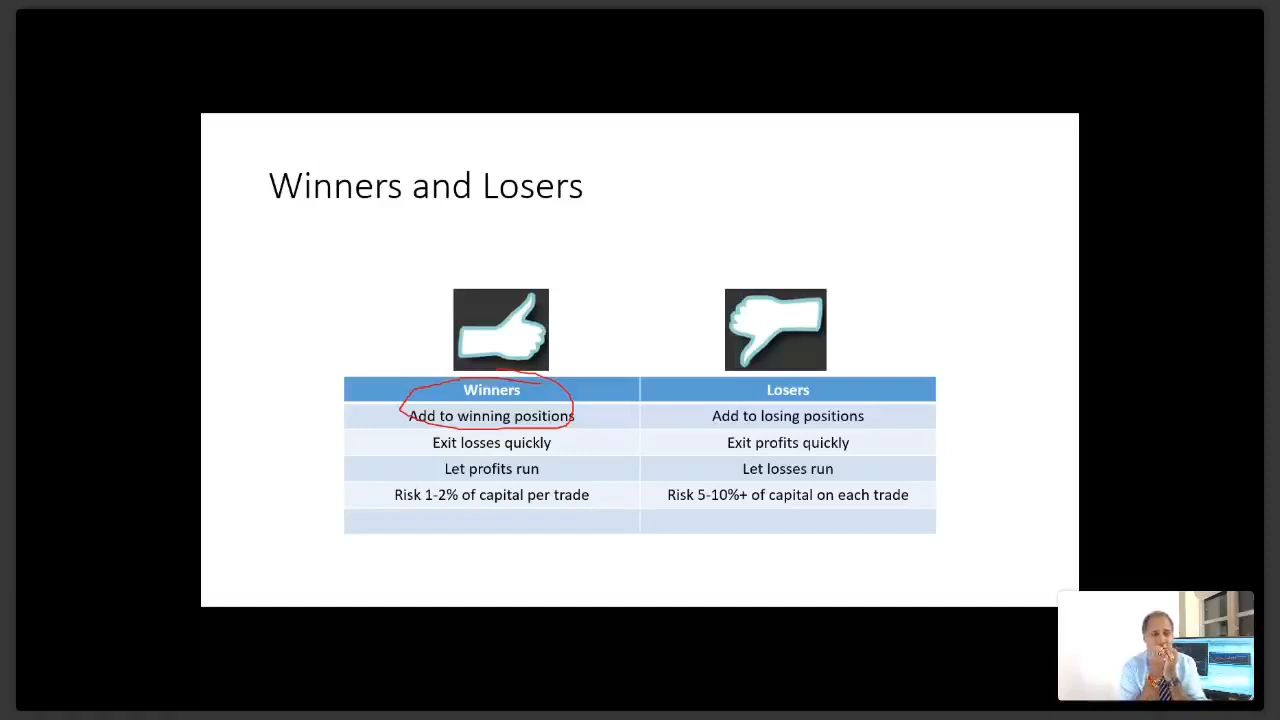 Winners and Losers
Winners Losers
Add to winning positions Add to losing positions
Exit losses quickly Exit profits quickly
Let profits run Let losses run
Risk 1-2% of capital per trade Risk 5-10%+ of capital on each trade